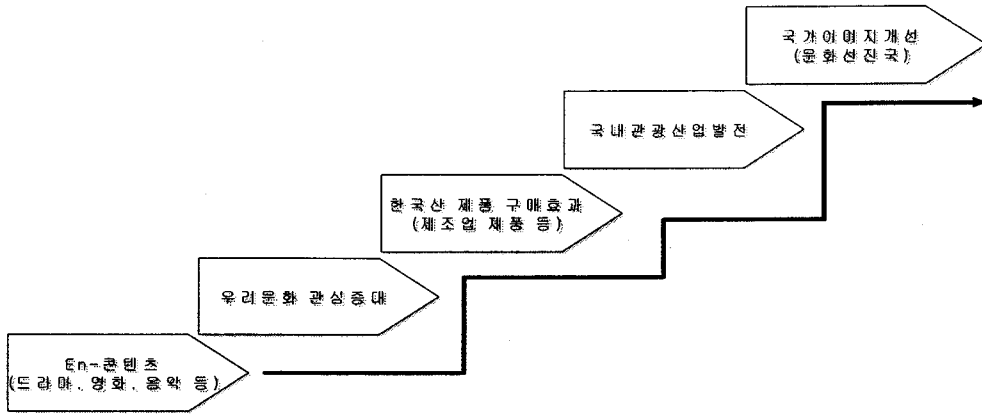 국가이미지개선
(문화선진국)
국내관광산업발전
한국산 제품 구매효과
(제조업 제품 등)
우리문화 관심증대
En-콘텐츠
(드라마, 영화, 음악 등)